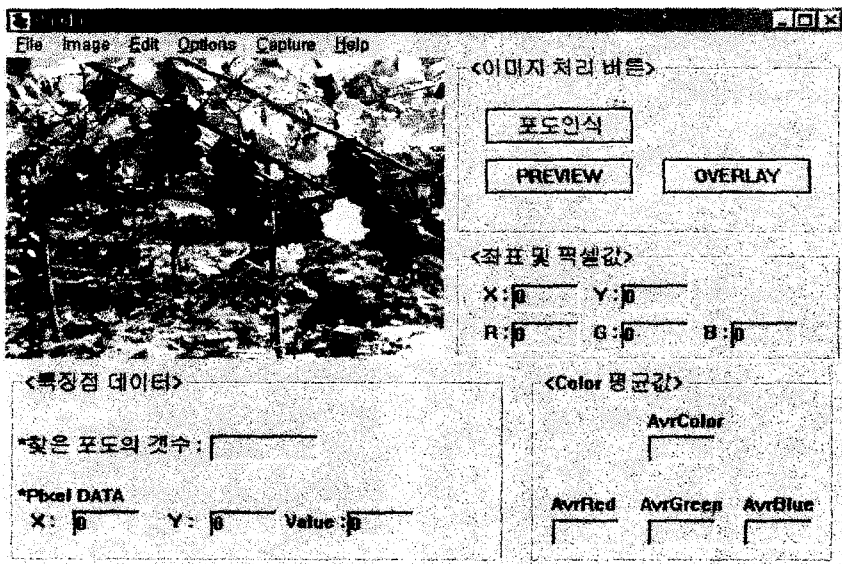 File Image Edit Options Capture Help
<이미지 처리 버튼>
포도인식
PREVIEW OVERLAY
<좌표 및 픽셀값>
X : 0 Y : 0
R : 0 G : 0 B : 0
<특징점 데이터>
*찾은 포도의 갯수 :
*Pixel DATA
X : 0 Y : 0 Value : 0
<Color 평균값>
AvrColor
AvrRed AvrGreen AvrBlue